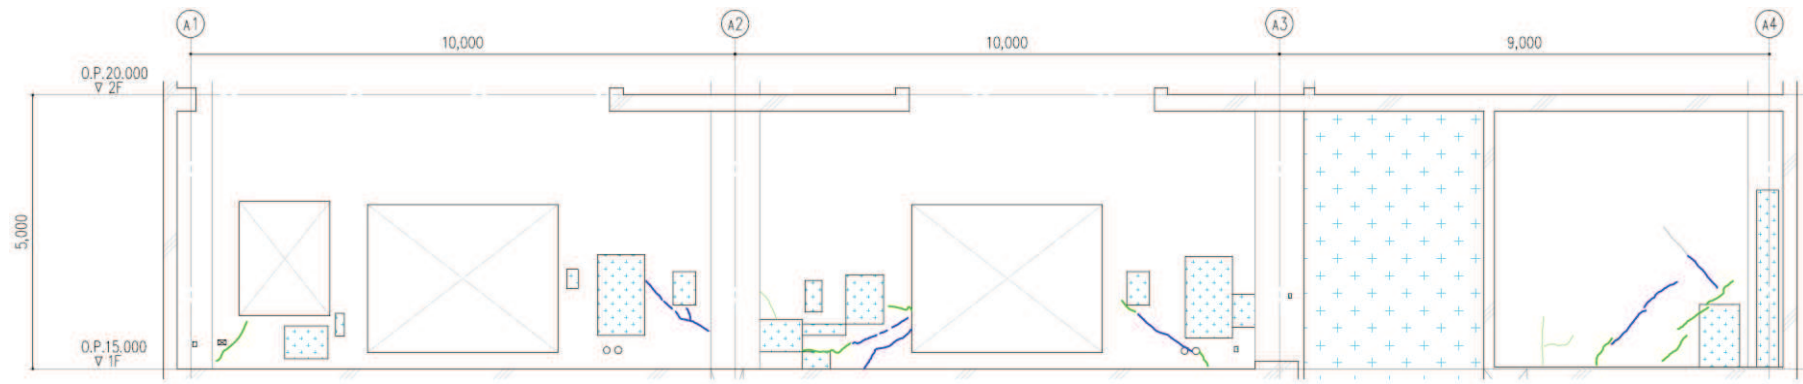 A1 A2 A3 A4
10,000 10,000 9,000
O.P.20.000
▽ 2F
5,000
O.P.15.000
▽ 1F